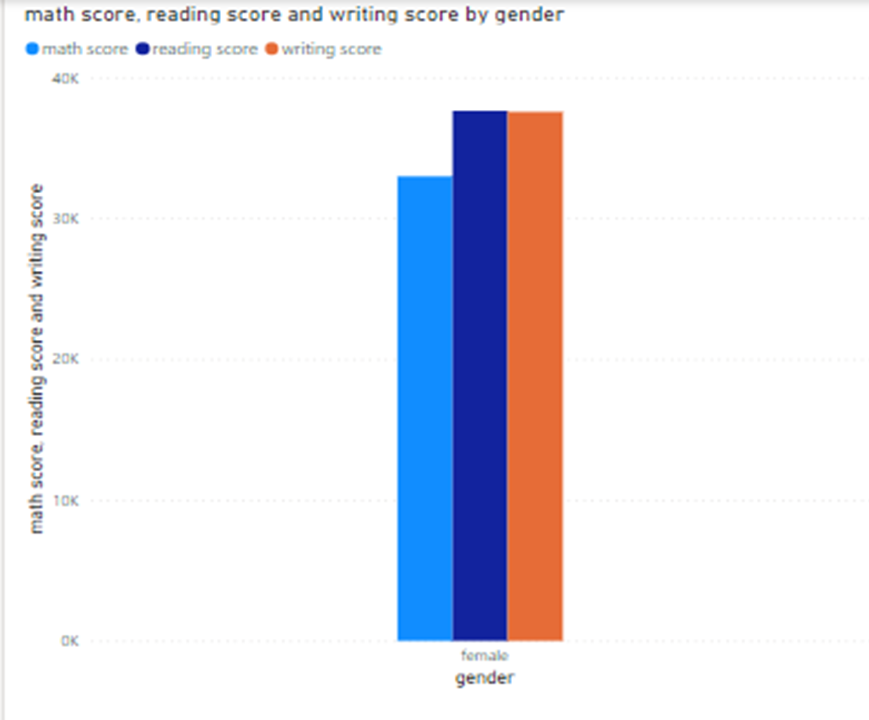 math score, reading score and writing score by gender
math score reading score writing score
40K
30K
20K
10K
0K
math score, reading score and writing score
female
gender